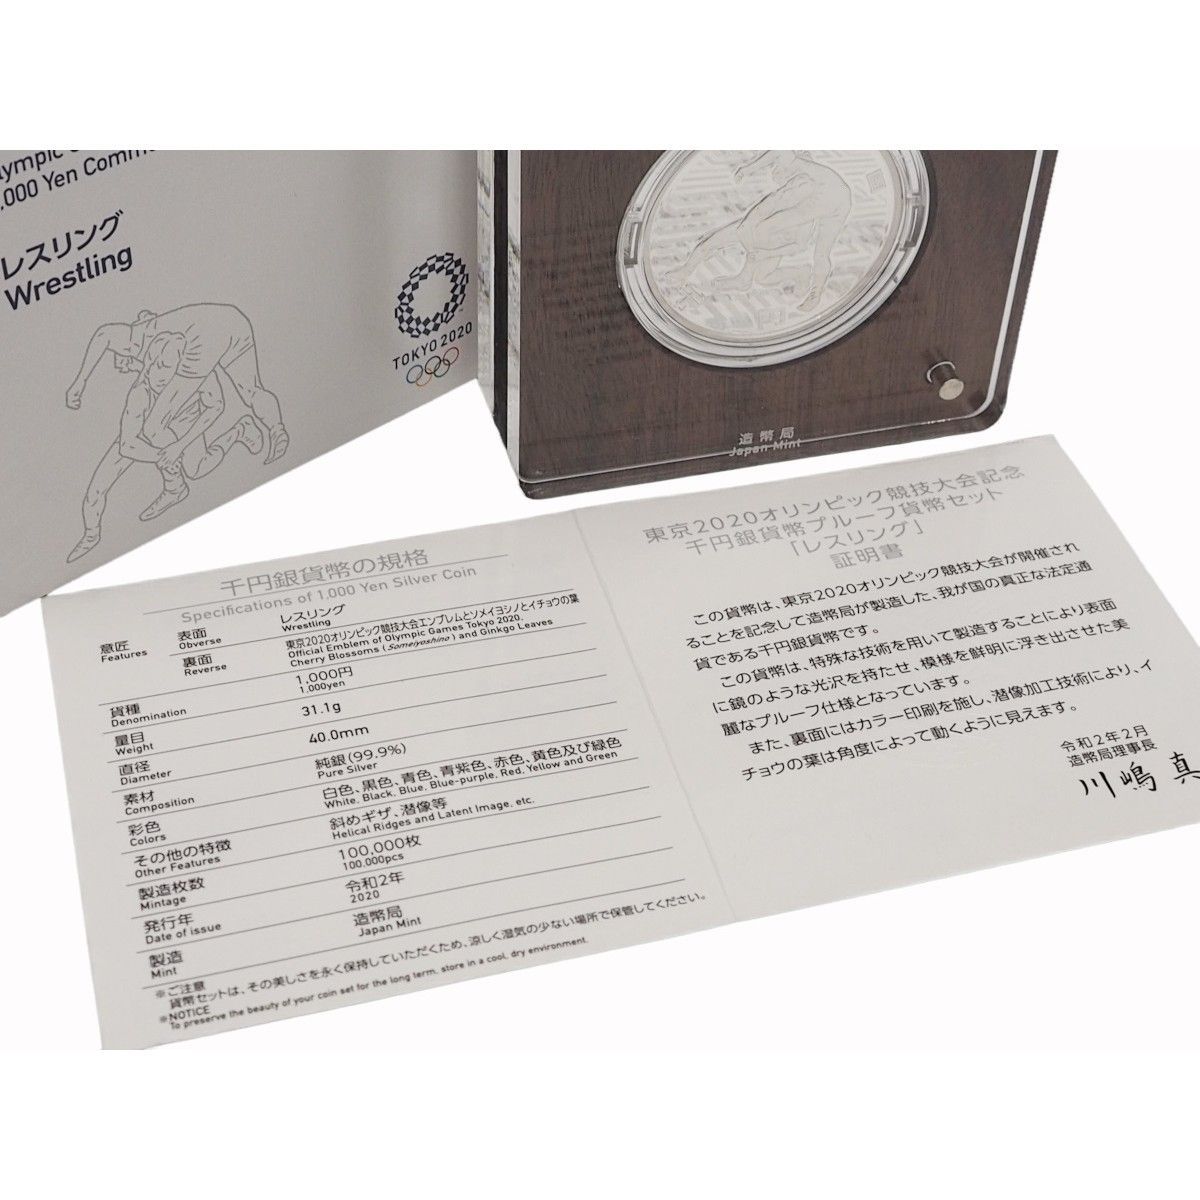 lympic
,000 Yen Comm
レスリング
Wrestling
TOKYO 2020
円
造幣局
Japan Mint
千円銀貨幣の規格
Specifications of 1,000 Yen Silver Coin
意匠
Features
表面
Obverse
レスリング
Wrestling
裏面
Reverse
東京2020オリンピック競技大会エンブレムとソメイヨシノとイチョウの葉
Official Emblem of Olympic Games Tokyo 2020,
Cherry Blossoms (Someiyoshino) and Ginkgo Leaves
貨種
Denomination
1,000円
1,000yen
量目
Weight
31.1g
直径
Diameter
40.0mm
素材
Composition
純銀(99.9%)
Pure Silver
彩色
Colors
白色、黒色、青色、青紫色、赤色、黄色及び緑色
White, Black, Blue, Blue-purple, Red, Yellow and Green
その他の特徴
Other Features
斜めギザ、潜像等
Helical Ridges and Latent Image, etc.
製造枚数
Mintage
100,000枚
100,000pcs
発行年
Date of issue
令和2年
2020
製造
Mint
造幣局
Japan Mint
※ご注意
貨幣セットは、その美しさを永く保持していただくため、涼しく湿気の少ない場所で保管してください。
※NOTICE
To preserve the beauty of your coin set for the long term, store in a cool, dry environment.
東京2020オリンピック競技大会記念
千円銀貨幣プルーフ貨幣セット
「レスリング」
証明書
この貨幣は、東京2020オリンピック競技大会が開催され
ることを記念して造幣局が製造した、我が国の真正な法定通
貨である千円銀貨幣です。
この貨幣は、特殊な技術を用いて製造することにより表面
に鏡のような光沢を持たせ、模様を鮮明に浮き出させた美
麗なプルーフ仕様となっています。
また、裏面にはカラー印刷を施し、潜像加工技術により、イ
チョウの葉は角度によって動くように見えます。
令和2年2月
造幣局理事長
川嶋 真